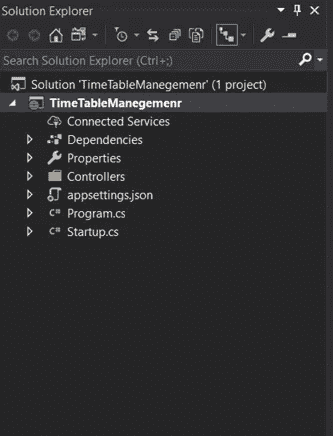 Solution Explorer
Search Solution Explorer (Ctrl+;)
Solution 'TimeTableManegemenr' (1 project)
TimeTableManegemenr
Connected Services
Dependencies
Properties
Controllers
appsettings.json
C# Program.cs
C# Startup.cs